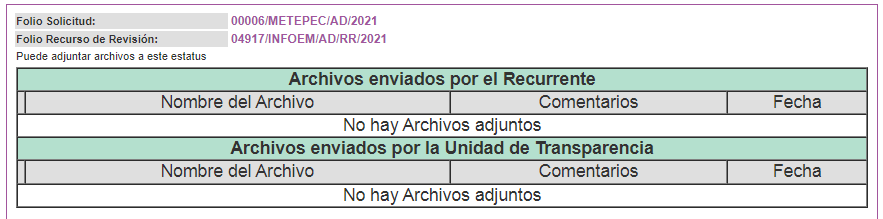 Folio Solicitud: 00006/METEPEC/AD/2021
Folio Recurso de Revisión: 04917/INFOEM/AD/RR/2021
Puede adjuntar archivos a este estatus
Archivos enviados por el Recurrente
Nombre del Archivo Comentarios Fecha
No hay Archivos adjuntos
Archivos enviados por la Unidad de Transparencia
Nombre del Archivo Comentarios Fecha
No hay Archivos adjuntos